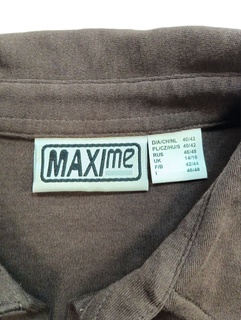 MAXIme
D/A/CH/NL 40/42
PL/CZ/HU/S 40/42
RUS 46/48
UK 14/16
F/B 42/44
I 46/48